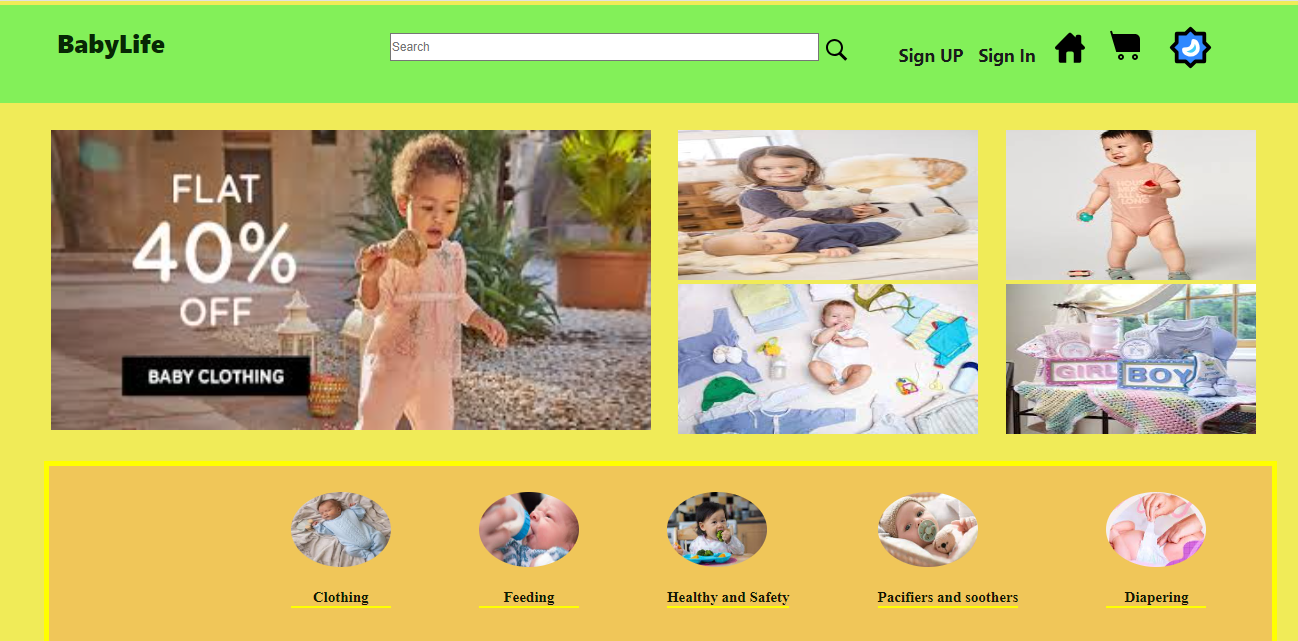 BabyLife
Search
Sign UP
Sign In
FLAT
40%
OFF
BABY CLOTHING
GIRL
BOY
Clothing
Feeding
Healthy and Safety
Pacifiers and soothers
Diapering